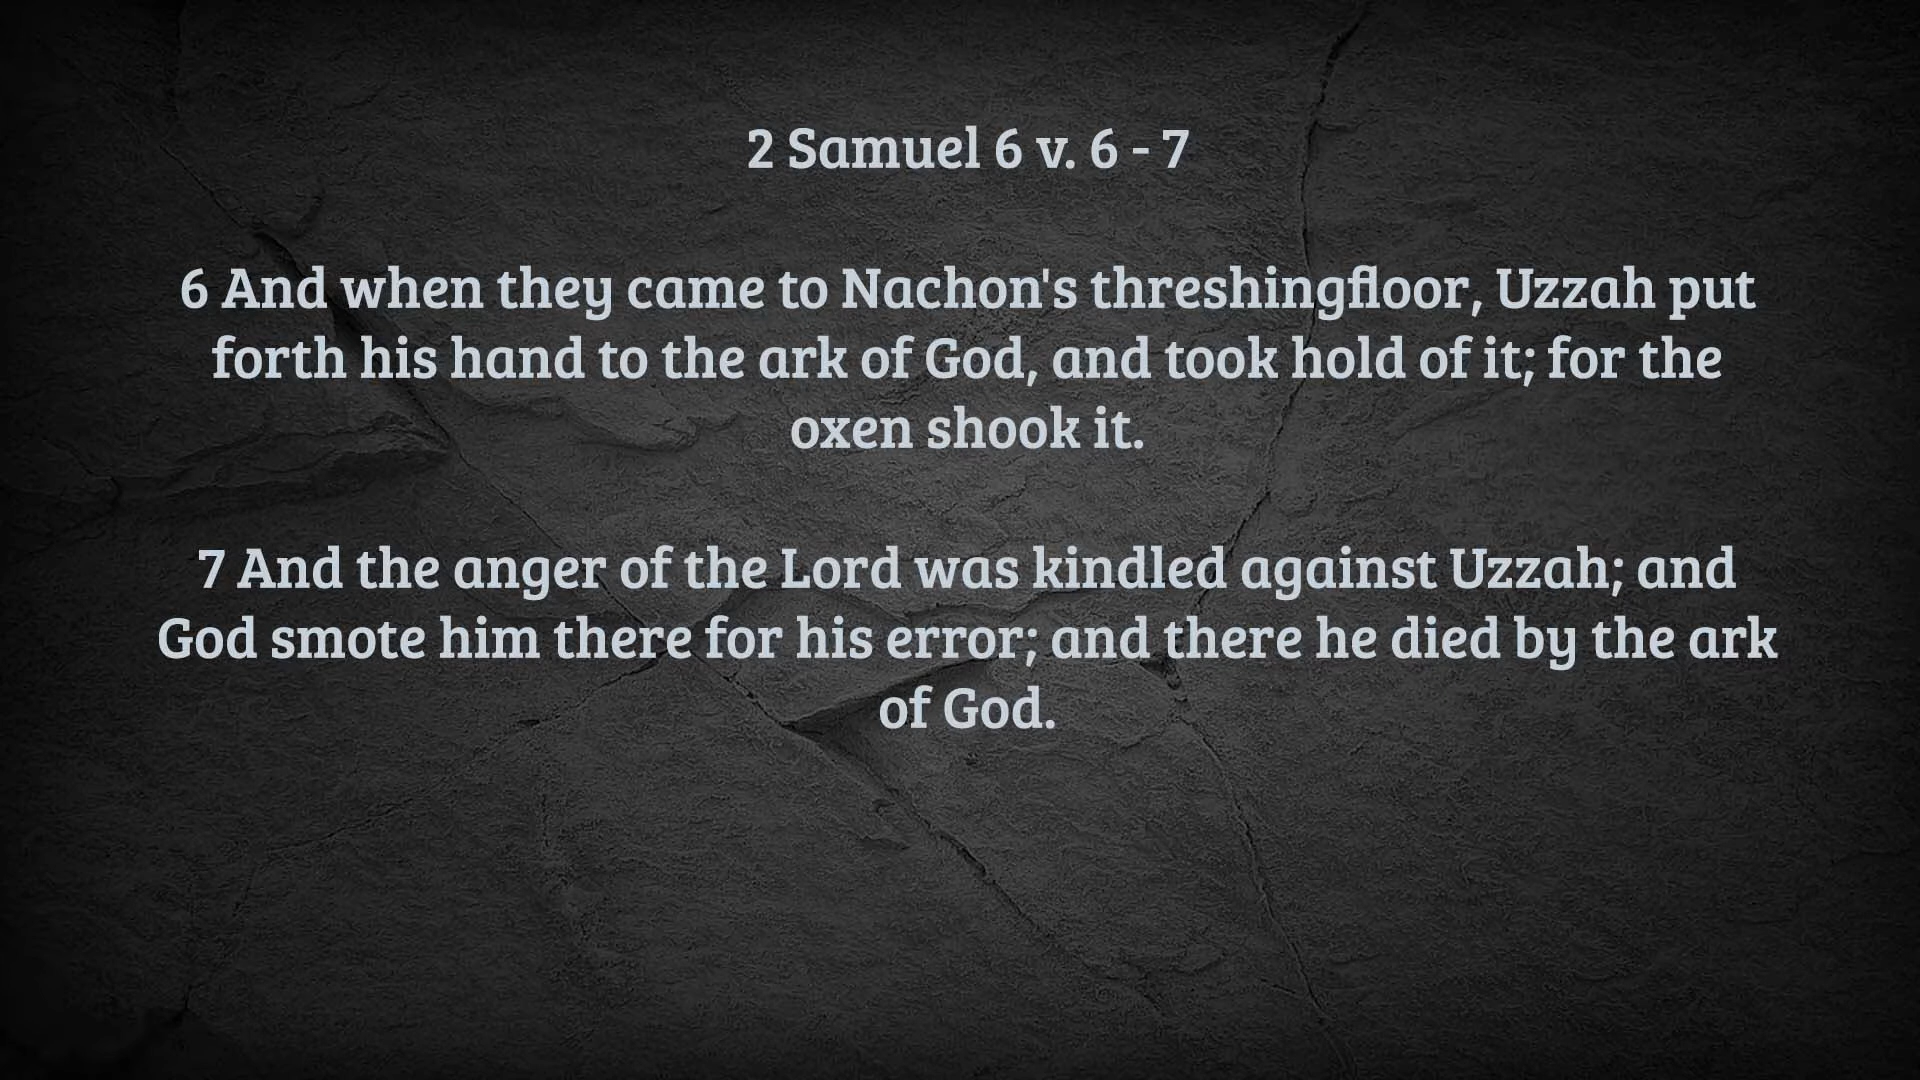 2 Samuel 6 v. 6 - 7
6 And when they came to Nachon's threshingfloor, Uzzah put
forth his hand to the ark of God, and took hold of it; for the
oxen shook it.
7 And the anger of the Lord was kindled against Uzzah; and
God smote him there for his error; and there he died by the ark
of God.